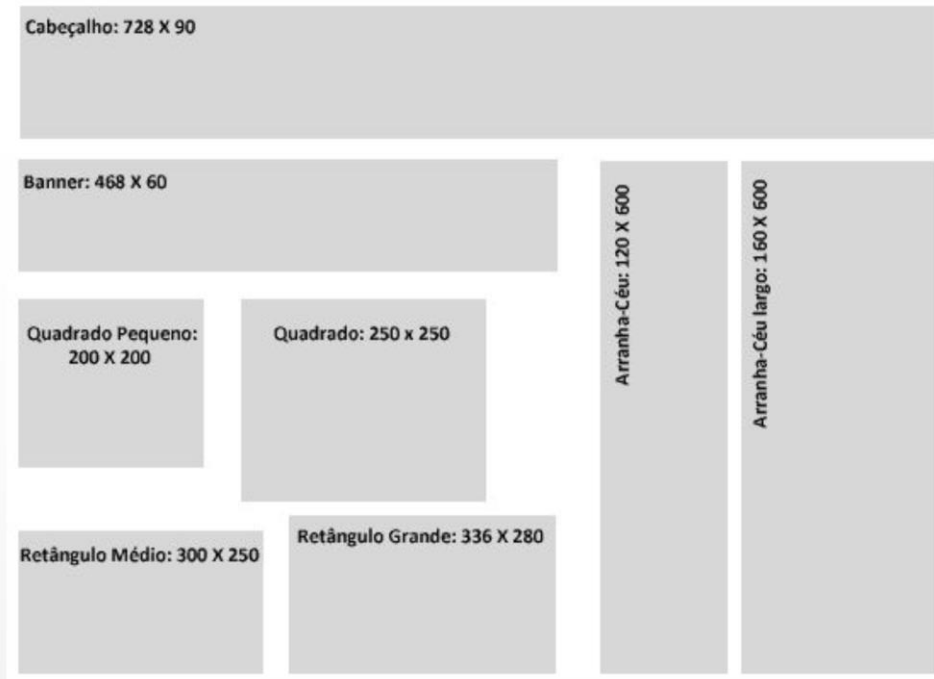 Cabeçalho: 728 X 90
Banner: 468 X 60
Arranha-Céu: 120 X 600
Arranha-Céu largo: 160 X 600
Quadrado Pequeno:
200 X 200
Quadrado: 250 x 250
Retângulo Médio: 300 X 250
Retângulo Grande: 336 X 280